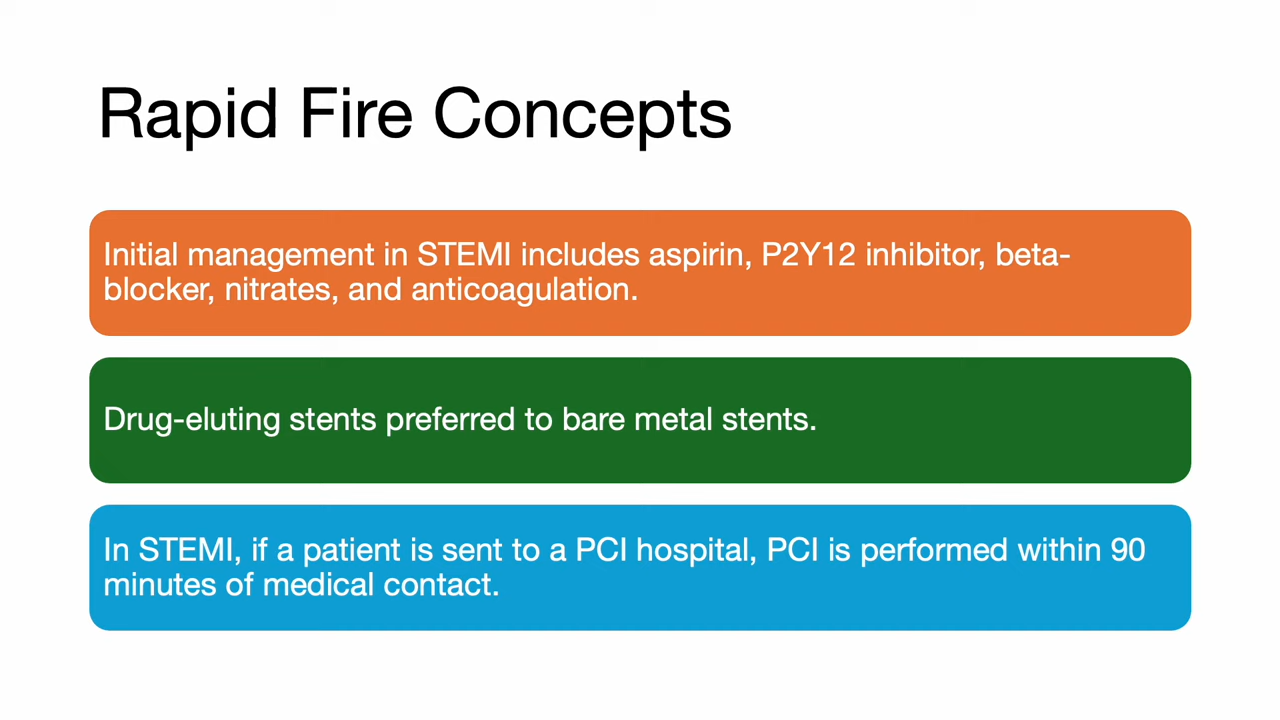 Rapid Fire Concepts
Initial management in STEMI includes aspirin, P2Y12 inhibitor, beta-
blocker, nitrates, and anticoagulation.
Drug-eluting stents preferred to bare metal stents.
In STEMI, if a patient is sent to a PCI hospital, PCI is performed within 90
minutes of medical contact.